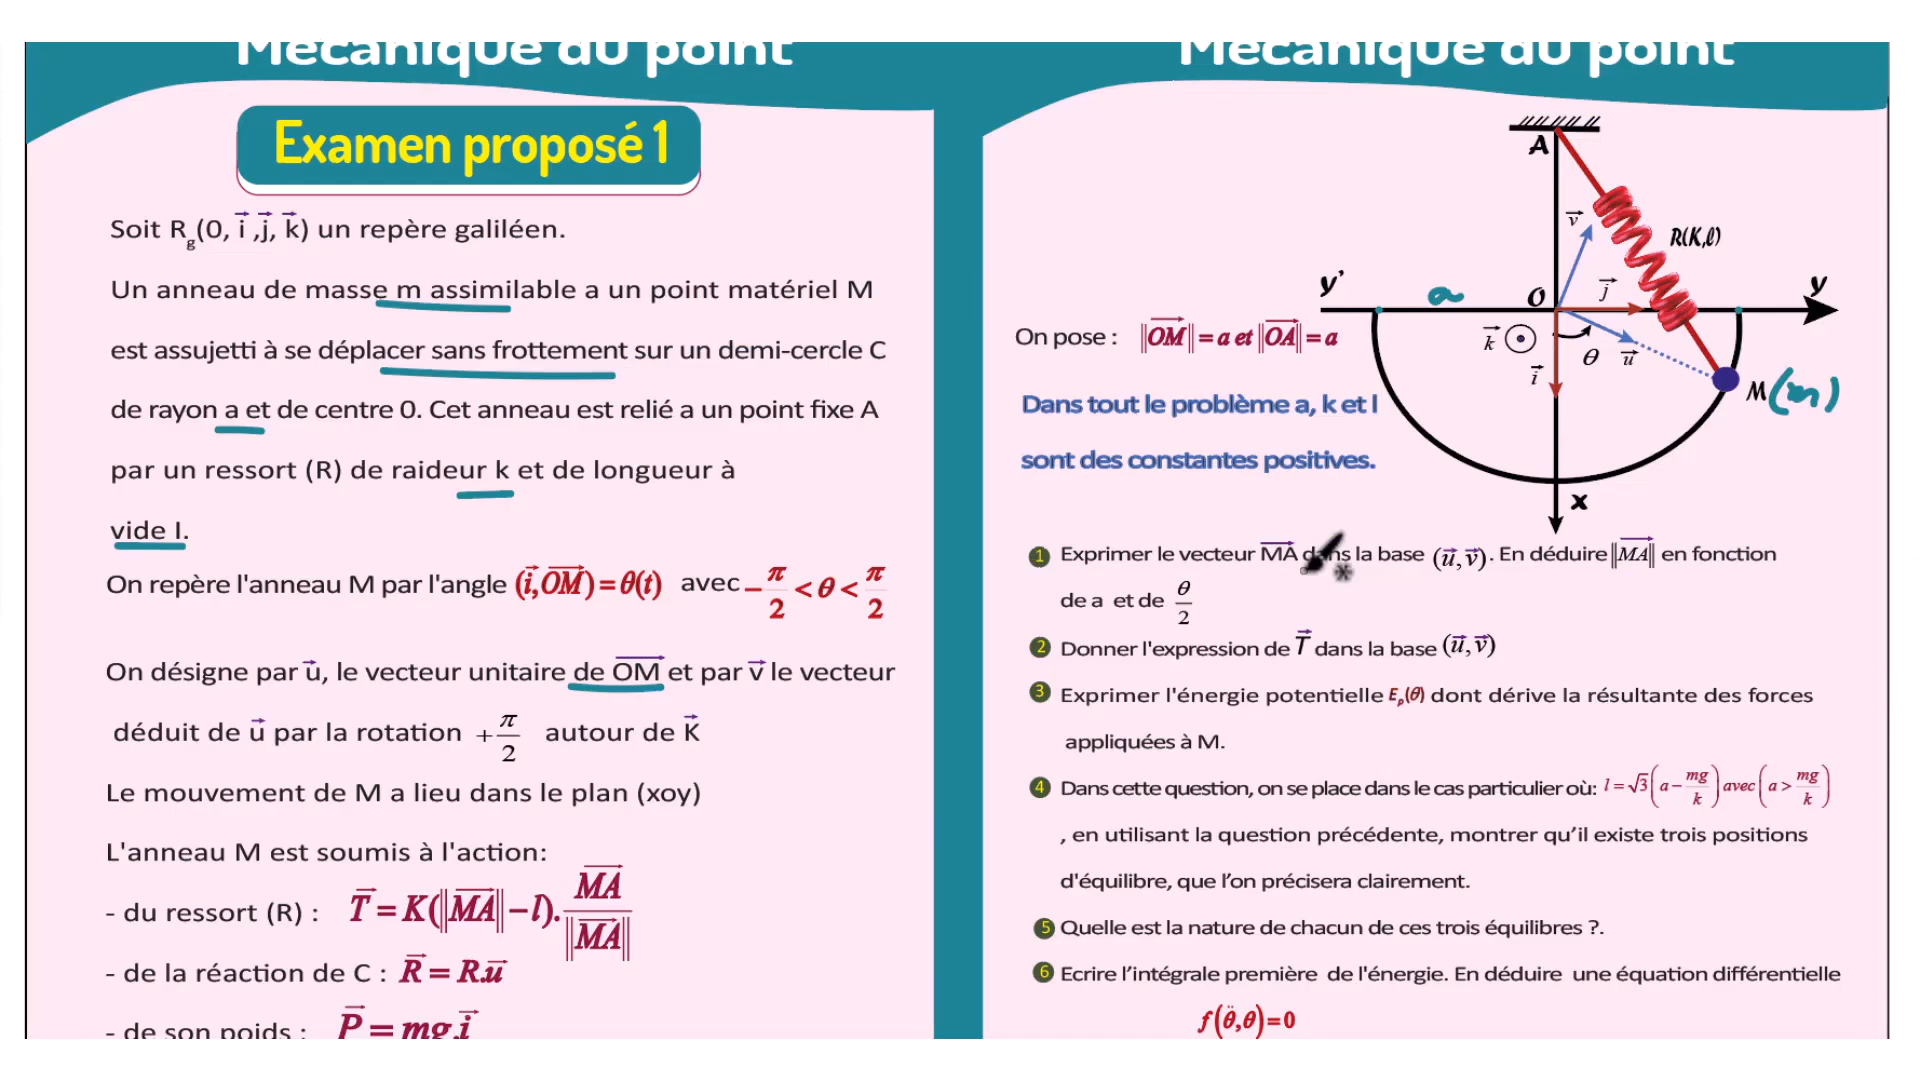 Mécanique du point
Examen proposé 1
Soit Rg(0, i ,j, k) un repère galiléen.
Un anneau de masse m assimilable a un point matériel M
est assujetti à se déplacer sans frottement sur un demi-cercle C
de rayon a et de centre 0. Cet anneau est relié a un point fixe A
par un ressort (R) de raideur k et de longueur à
vide l.
On repère l'anneau M par l'angle (i⃗,OM⃗) = θ(t) avec -π/2 < θ < π/2
On désigne par u⃗, le vecteur unitaire de OM⃗ et par v⃗ le vecteur
déduit de u⃗ par la rotation +π/2 autour de K⃗
Le mouvement de M a lieu dans le plan (xoy)
L'anneau M est soumis à l'action:
- du ressort (R) : T⃗ = K(||MA⃗|| - l). MA⃗/||MA⃗||
- de la réaction de C : R⃗ = R.u⃗
- de son poids : P⃗ = mg.i⃗
Mécanique du point
A
v⃗
R(K,l)
y'
a
O
j⃗
y
On pose : ||OM⃗|| = a et ||OA⃗|| = a
k⃗
θ
u⃗
i⃗
M (m)
Dans tout le problème a, k et l
sont des constantes positives.
x
1 Exprimer le vecteur MA⃗ dans la base (u⃗,v⃗). En déduire ||MA⃗|| en fonction
de a et de θ/2
2 Donner l'expression de T⃗ dans la base (u⃗,v⃗)
3 Exprimer l'énergie potentielle Ep(θ) dont dérive la résultante des forces
appliquées à M.
4 Dans cette question, on se place dans le cas particulier où: l = √3(a - mg/k) avec (a > mg/k)
, en utilisant la question précédente, montrer qu'il existe trois positions
d'équilibre, que l'on précisera clairement.
5 Quelle est la nature de chacun de ces trois équilibres ?.
6 Ecrire l'intégrale première de l'énergie. En déduire une équation différentielle
f(θ̈,θ)=0